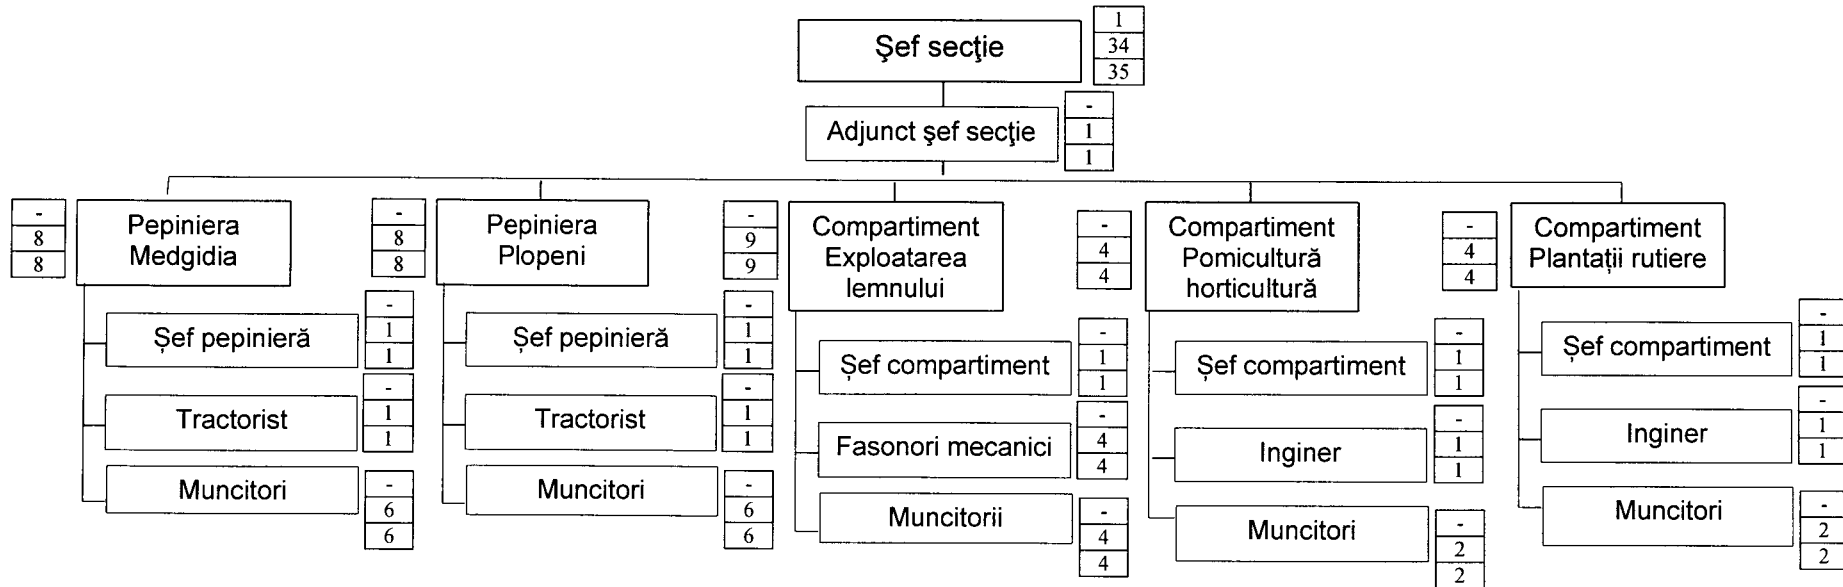 Şef secţie
1
34
35
Adjunct şef secţie
-
1
1
-
8
8
Pepiniera
Medgidia
-
8
8
Pepiniera
Plopeni
-
9
9
Compartiment
Exploatarea
lemnului
-
4
4
Compartiment
Pomicultură
horticultură
-
4
4
Compartiment
Plantații rutiere
Șef pepinieră
-
1
1
Tractorist
-
1
1
Muncitori
-
6
6
Șef pepinieră
-
1
1
Tractorist
-
1
1
Muncitori
-
6
6
Șef compartiment
-
1
1
Fasonori mecanici
-
4
4
Muncitorii
-
4
4
Șef compartiment
-
1
1
Inginer
-
1
1
Muncitori
-
2
2
Șef compartiment
-
1
1
Inginer
-
1
1
Muncitori
-
2
2